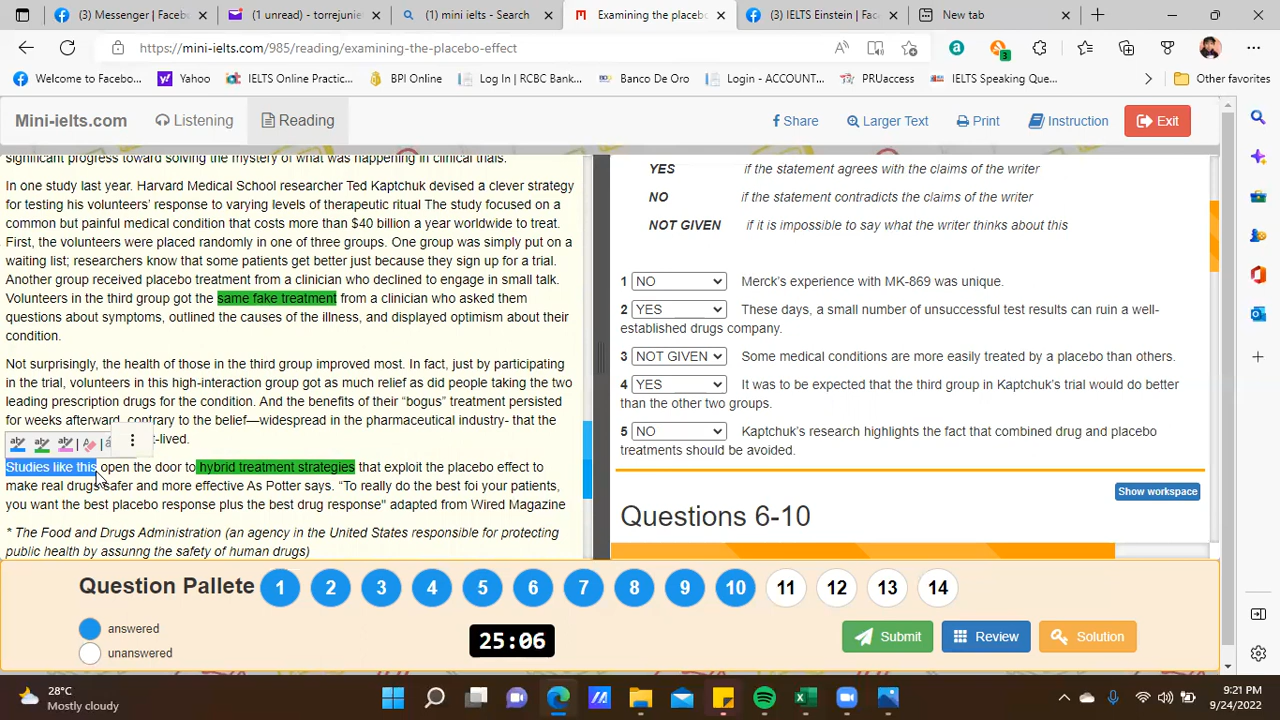 (3) Messenger | Faceb
(1 unread) - torrejunie
(1) mini ielts - Search
Examining the placebo
(3) IELTS Einstein | Fac
New tab
https://mini-ielts.com/985/reading/examining-the-placebo-effect
Welcome to Facebo...
Yahoo
IELTS Online Practic...
BPI Online
Log In | RCBC Bank...
Banco De Oro
Login - ACCOUNT...
PRUaccess
IELTS Speaking Que...
Other favorites
Mini-ielts.com
Listening
Reading
Share
Larger Text
Print
Instruction
Exit
significant progress toward solving the mystery of what was happening in clinical trials.
In one study last year. Harvard Medical School researcher Ted Kaptchuk devised a clever strategy
for testing his volunteers' response to varying levels of therapeutic ritual The study focused on a
common but painful medical condition that costs more than $40 billion a year worldwide to treat.
First, the volunteers were placed randomly in one of three groups. One group was simply put on a
waiting list; researchers know that some patients get better just because they sign up for a trial.
Another group received placebo treatment from a clinician who declined to engage in small talk.
Volunteers in the third group got the same fake treatment from a clinician who asked them
questions about symptoms, outlined the causes of the illness, and displayed optimism about their
condition.
Not surprisingly, the health of those in the third group improved most. In fact, just by participating
in the trial, volunteers in this high-interaction group got as much relief as did people taking the two
leading prescription drugs for the condition. And the benefits of their “bogus” treatment persisted
for weeks afterward, contrary to the belief—widespread in the pharmaceutical industry- that the
t-lived.
Studies like this open the door to hybrid treatment strategies that exploit the placebo effect to
make real drugs safer and more effective As Potter says. “To really do the best foi your patients,
you want the best placebo response plus the best drug response" adapted from Wired Magazine
* The Food and Drugs Administration (an agency in the United States responsible for protecting
public health by assunng the safety of human drugs)
YES if the statement agrees with the claims of the writer
NO if the statement contradicts the claims of the writer
NOT GIVEN if it is impossible to say what the writer thinks about this
1 NO Merck's experience with MK-869 was unique.
2 YES These days, a small number of unsuccessful test results can ruin a well-
established drugs company.
3 NOT GIVEN Some medical conditions are more easily treated by a placebo than others.
4 YES It was to be expected that the third group in Kaptchuk's trial would do better
than the other two groups.
5 NO Kaptchuk's research highlights the fact that combined drug and placebo
treatments should be avoided.
Show workspace
Questions 6-10
Question Pallete 1 2 3 4 5 6 7 8 9 10 11 12 13 14
answered
unanswered
25:06
Submit
Review
Solution
28°C
Mostly cloudy
9:21 PM
9/24/2022